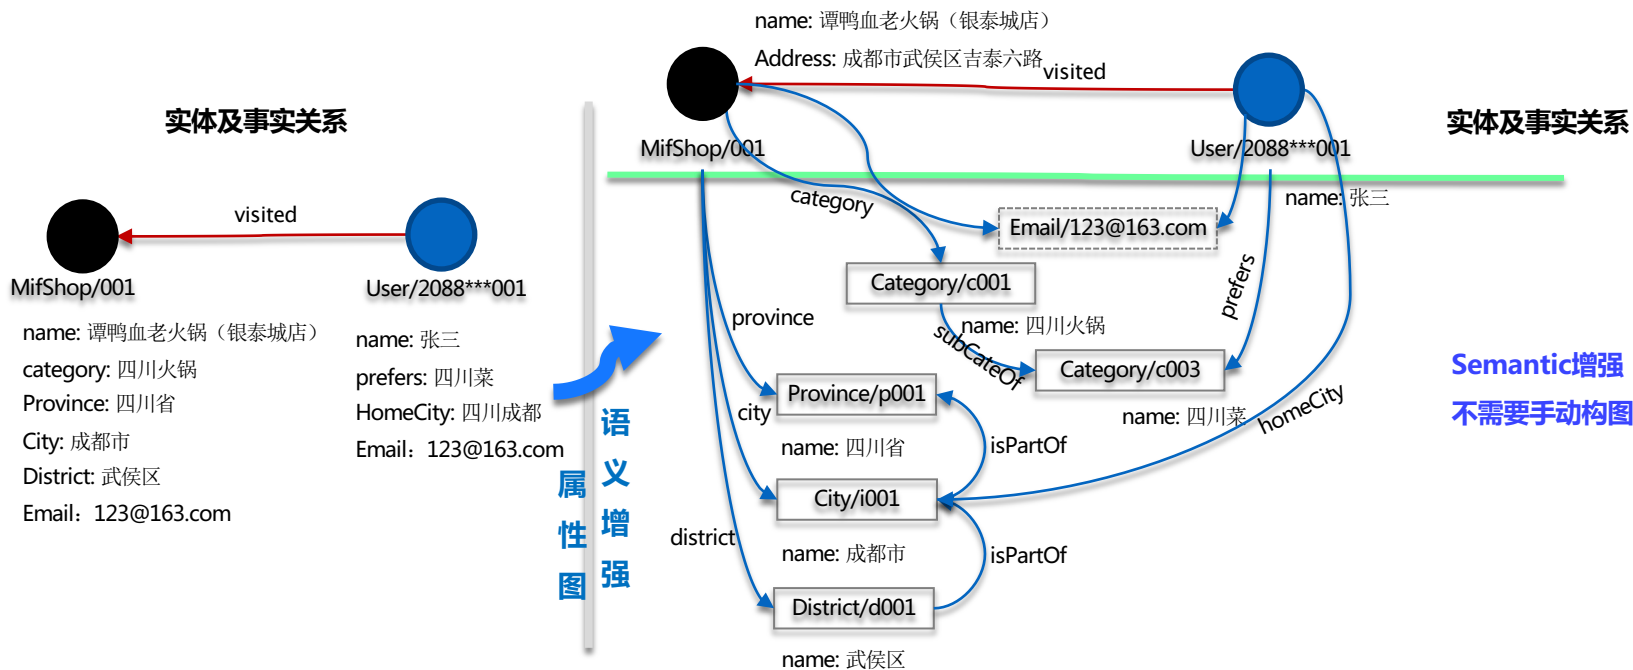 实体及事实关系
visited
MifShop/001
User/2088***001
name: 谭鸭血老火锅（银泰城店）
category: 四川火锅
Province: 四川省
City: 成都市
District: 武侯区
Email：123@163.com
name: 张三
prefers: 四川菜
HomeCity: 四川成都
Email：123@163.com
属性图
语义增强
name: 谭鸭血老火锅（银泰城店）
Address: 成都市武侯区吉泰六路
visited
实体及事实关系
MifShop/001
User/2088***001
name: 张三
category
Email/123@163.com
Category/c001
name: 四川火锅
prefers
province
subCateOf
Category/c003
name: 四川菜
homeCity
Semantic增强
不需要手动构图
Province/p001
city
name: 四川省
isPartOf
City/i001
district
name: 成都市
isPartOf
District/d001
name: 武侯区